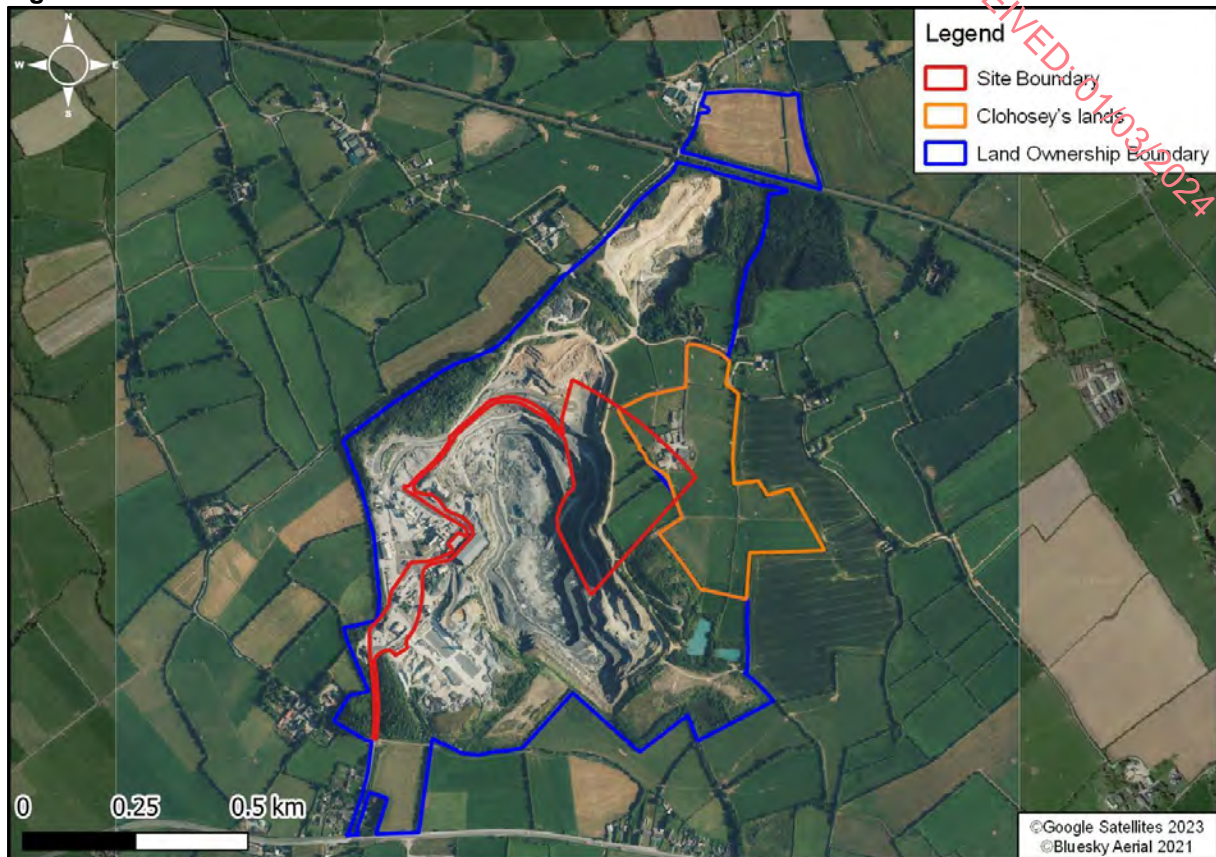 N
W E
S
Legend
Site Boundary
Clohosey's lands
Land Ownership Boundary
EIVED: 01/03/2024
0 0.25 0.5 km
©Google Satellites 2023
©Bluesky Aerial 2021